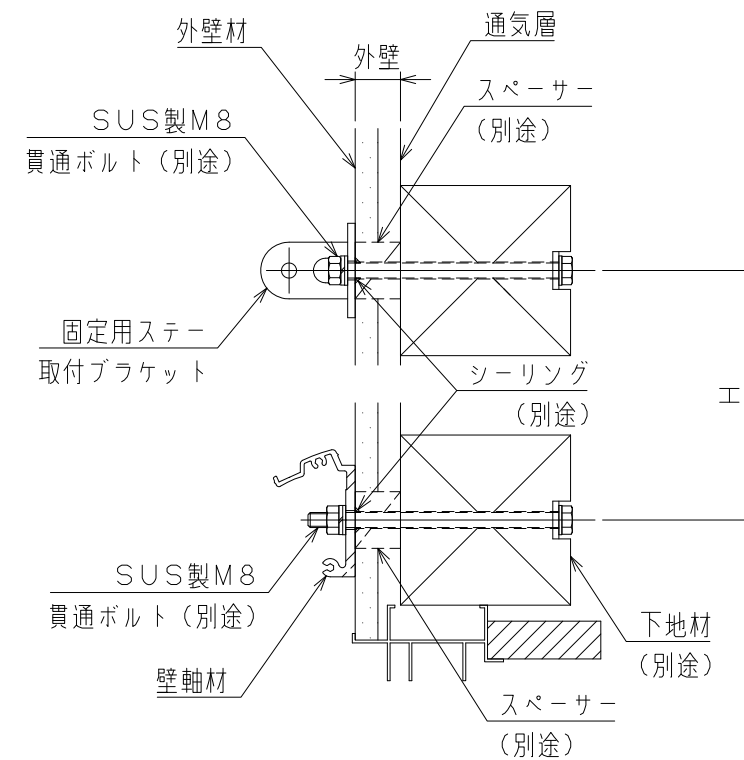 外壁材
通気層
外壁
スペーサー
（別途）
ＳＵＳ製Ｍ８
貫通ボルト（別途）
固定用ステー
取付ブラケット
シーリング
（別途）
エ
ＳＵＳ製Ｍ８
貫通ボルト（別途）
下地材
（別途）
壁軸材
スペーサー
（別途）